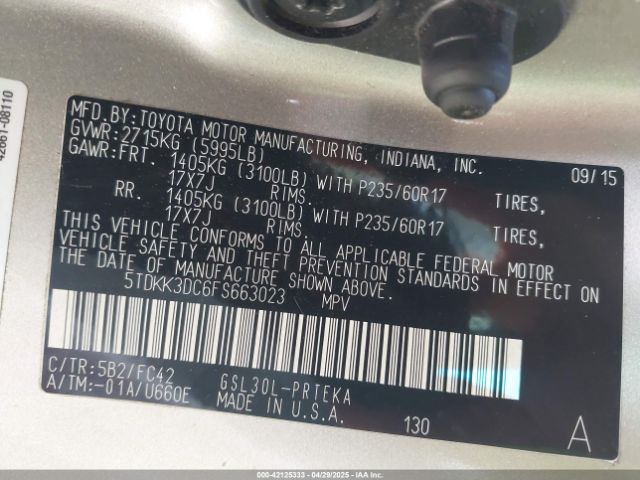 42661-08110
MFD.BY:TOYOTA MOTOR MANUFACTURING, INDIANA, INC. 09/15
GVWR:2715KG (5995LB)
GAWR:FRT. 1405KG (3100LB) WITH P235/60R17 TIRES,
17X7J RIMS.
RR. 1405KG (3100LB) WITH P235/60R17 TIRES,
17X7J RIMS.
THIS VEHICLE CONFORMS TO ALL APPLICABLE FEDERAL MOTOR
VEHICLE SAFETY AND THEFT PREVENTION STANDARDS IN EFFECT ON
THE DATE OF MANUFACTURE SHOWN ABOVE.
5TDKK3DC6FS663023 MPV
C/TR:5B2/FC42 GSL30L-PRTEKA
A/TM:-01A/U660E MADE IN U.S.A. 130 A
000-42125333 - 04/29/2025 - IAA Inc.